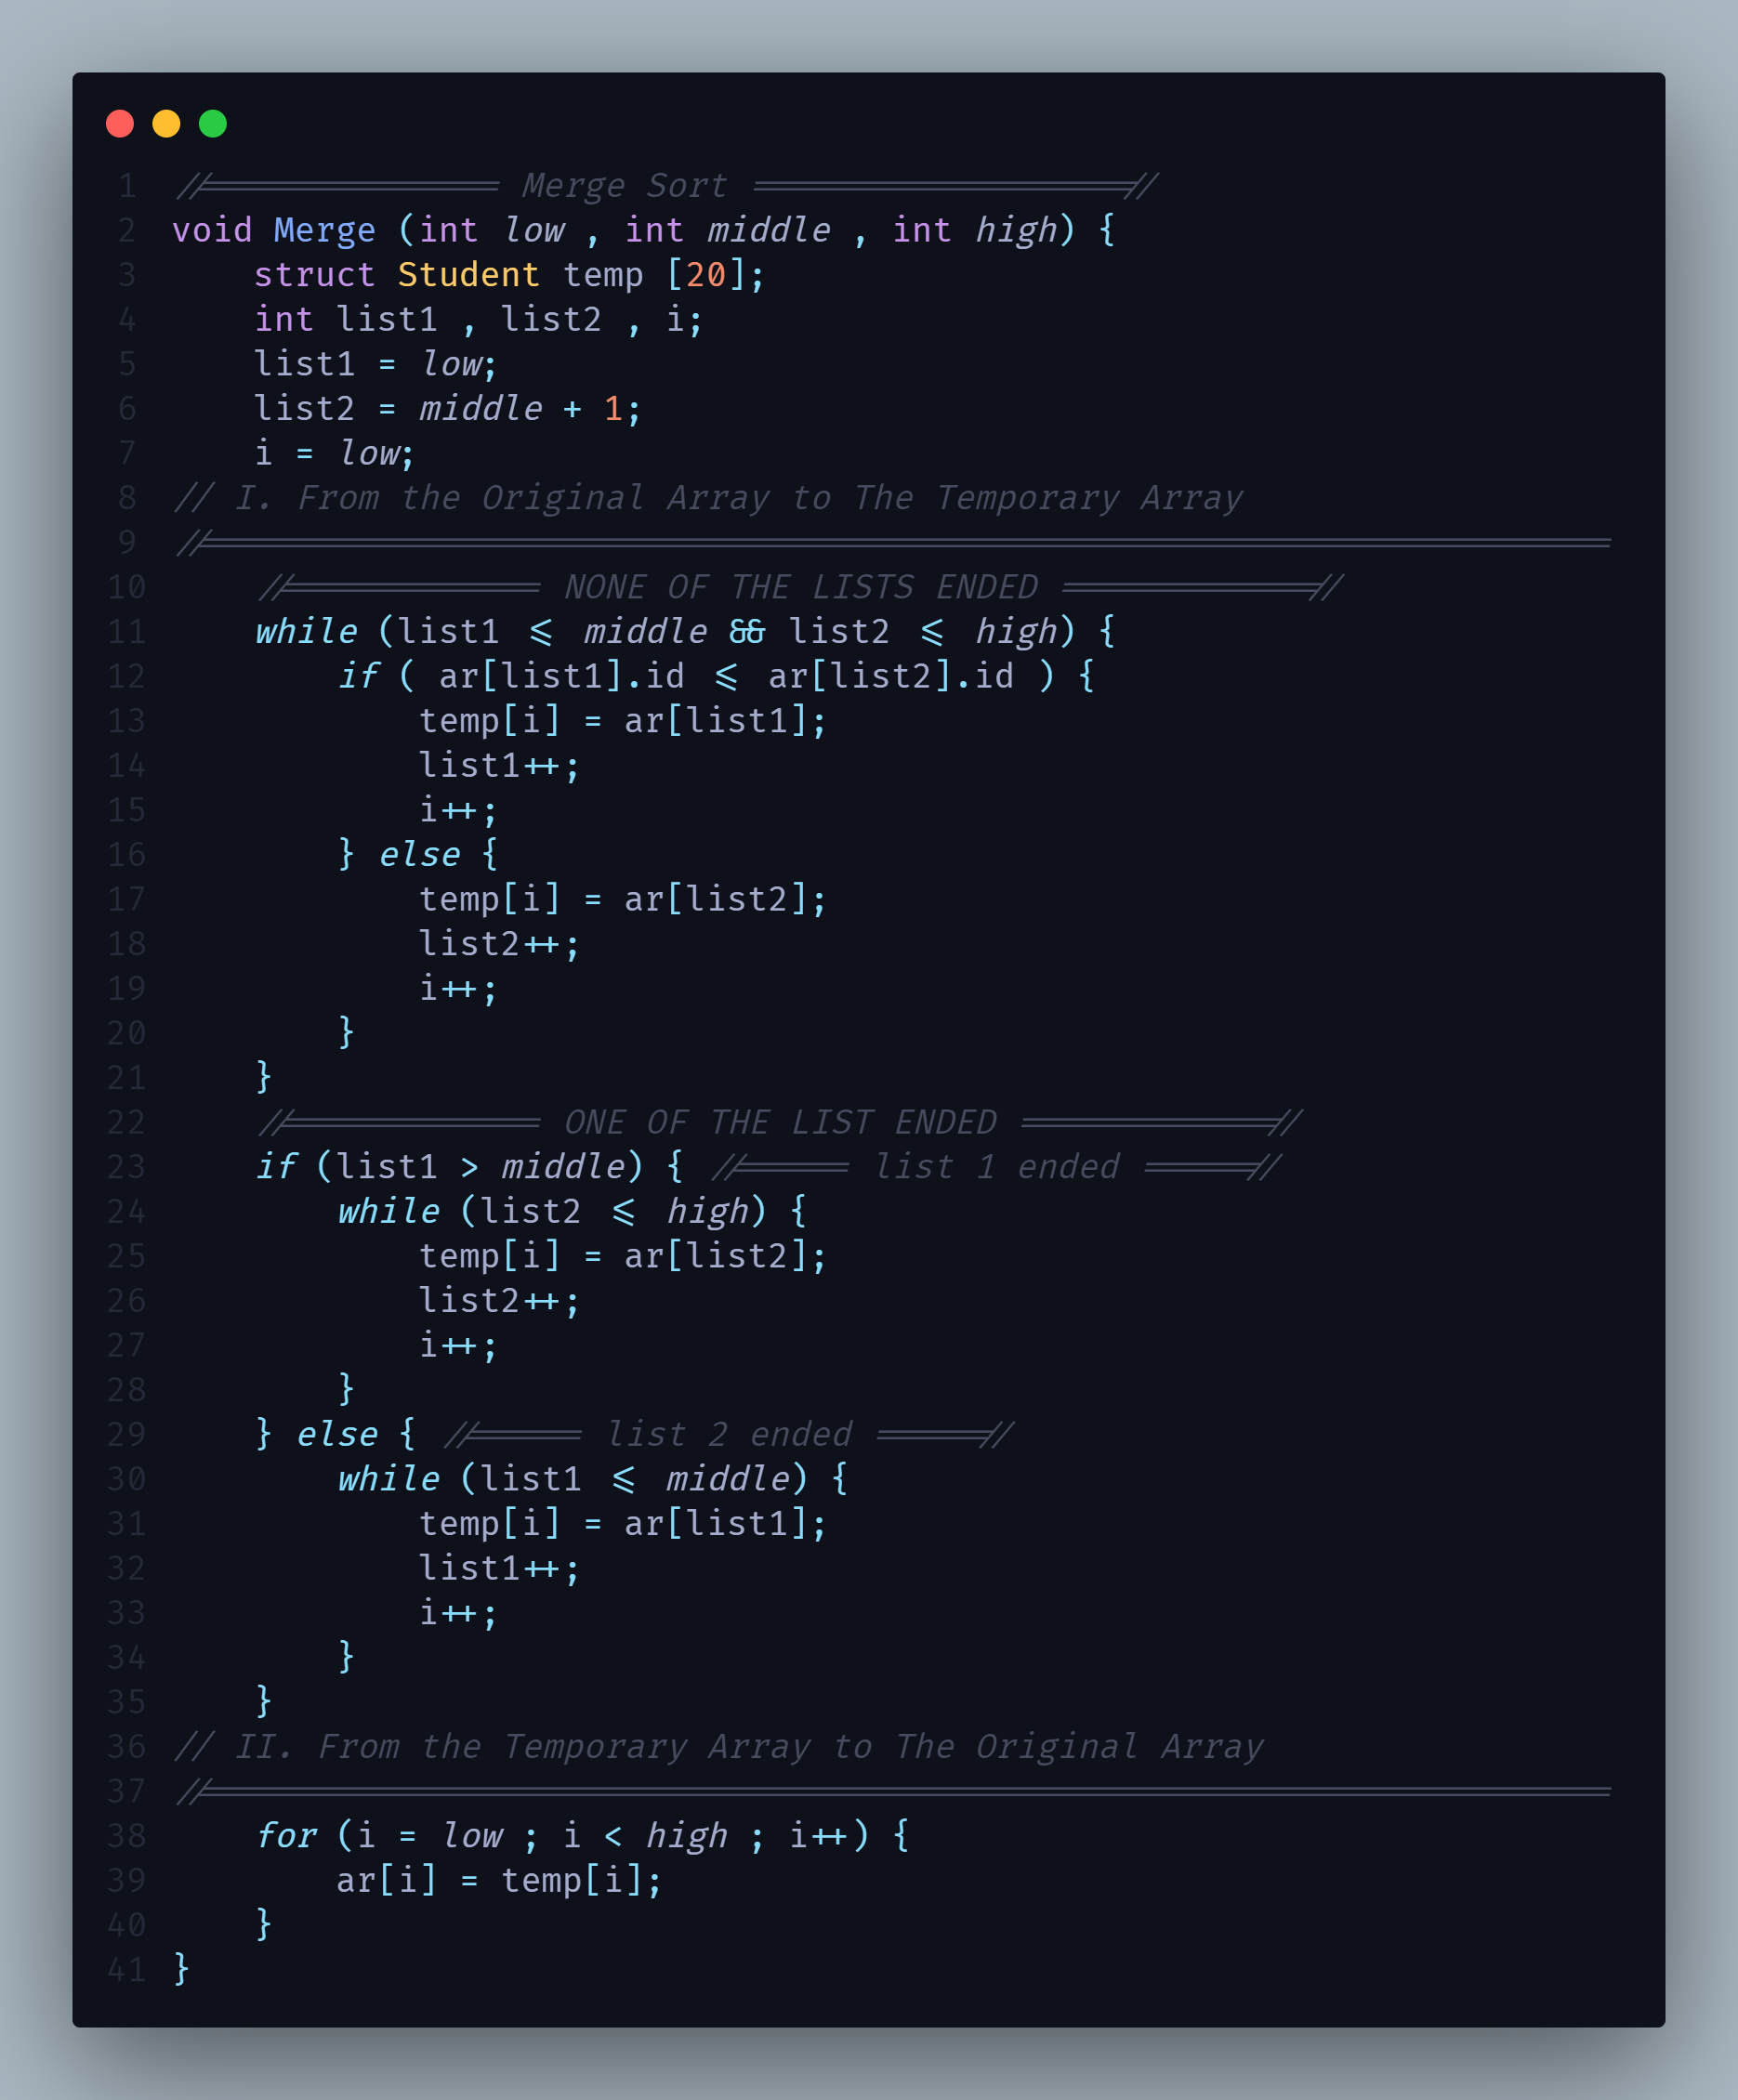 1 //============== Merge Sort ==================//
2 void Merge (int low , int middle , int high) {
3     struct Student temp [20];
4     int list1 , list2 , i;
5     list1 = low;
6     list2 = middle + 1;
7     i = low;
8 // I. From the Original Array to The Temporary Array
9 //====================================================================
10     //============ NONE OF THE LISTS ENDED ============//
11     while (list1 <= middle && list2 <= high) {
12         if ( ar[list1].id <= ar[list2].id ) {
13             temp[i] = ar[list1];
14             list1++;
15             i++;
16         } else {
17             temp[i] = ar[list2];
18             list2++;
19             i++;
20         }
21     }
22     //============ ONE OF THE LIST ENDED ============//
23     if (list1 > middle) { //===== list 1 ended =====//
24         while (list2 <= high) {
25             temp[i] = ar[list2];
26             list2++;
27             i++;
28         }
29     } else { //===== list 2 ended =====//
30         while (list1 <= middle) {
31             temp[i] = ar[list1];
32             list1++;
33             i++;
34         }
35     }
36 // II. From the Temporary Array to The Original Array
37 //====================================================================
38     for (i = low ; i < high ; i++) {
39         ar[i] = temp[i];
40     }
41 }